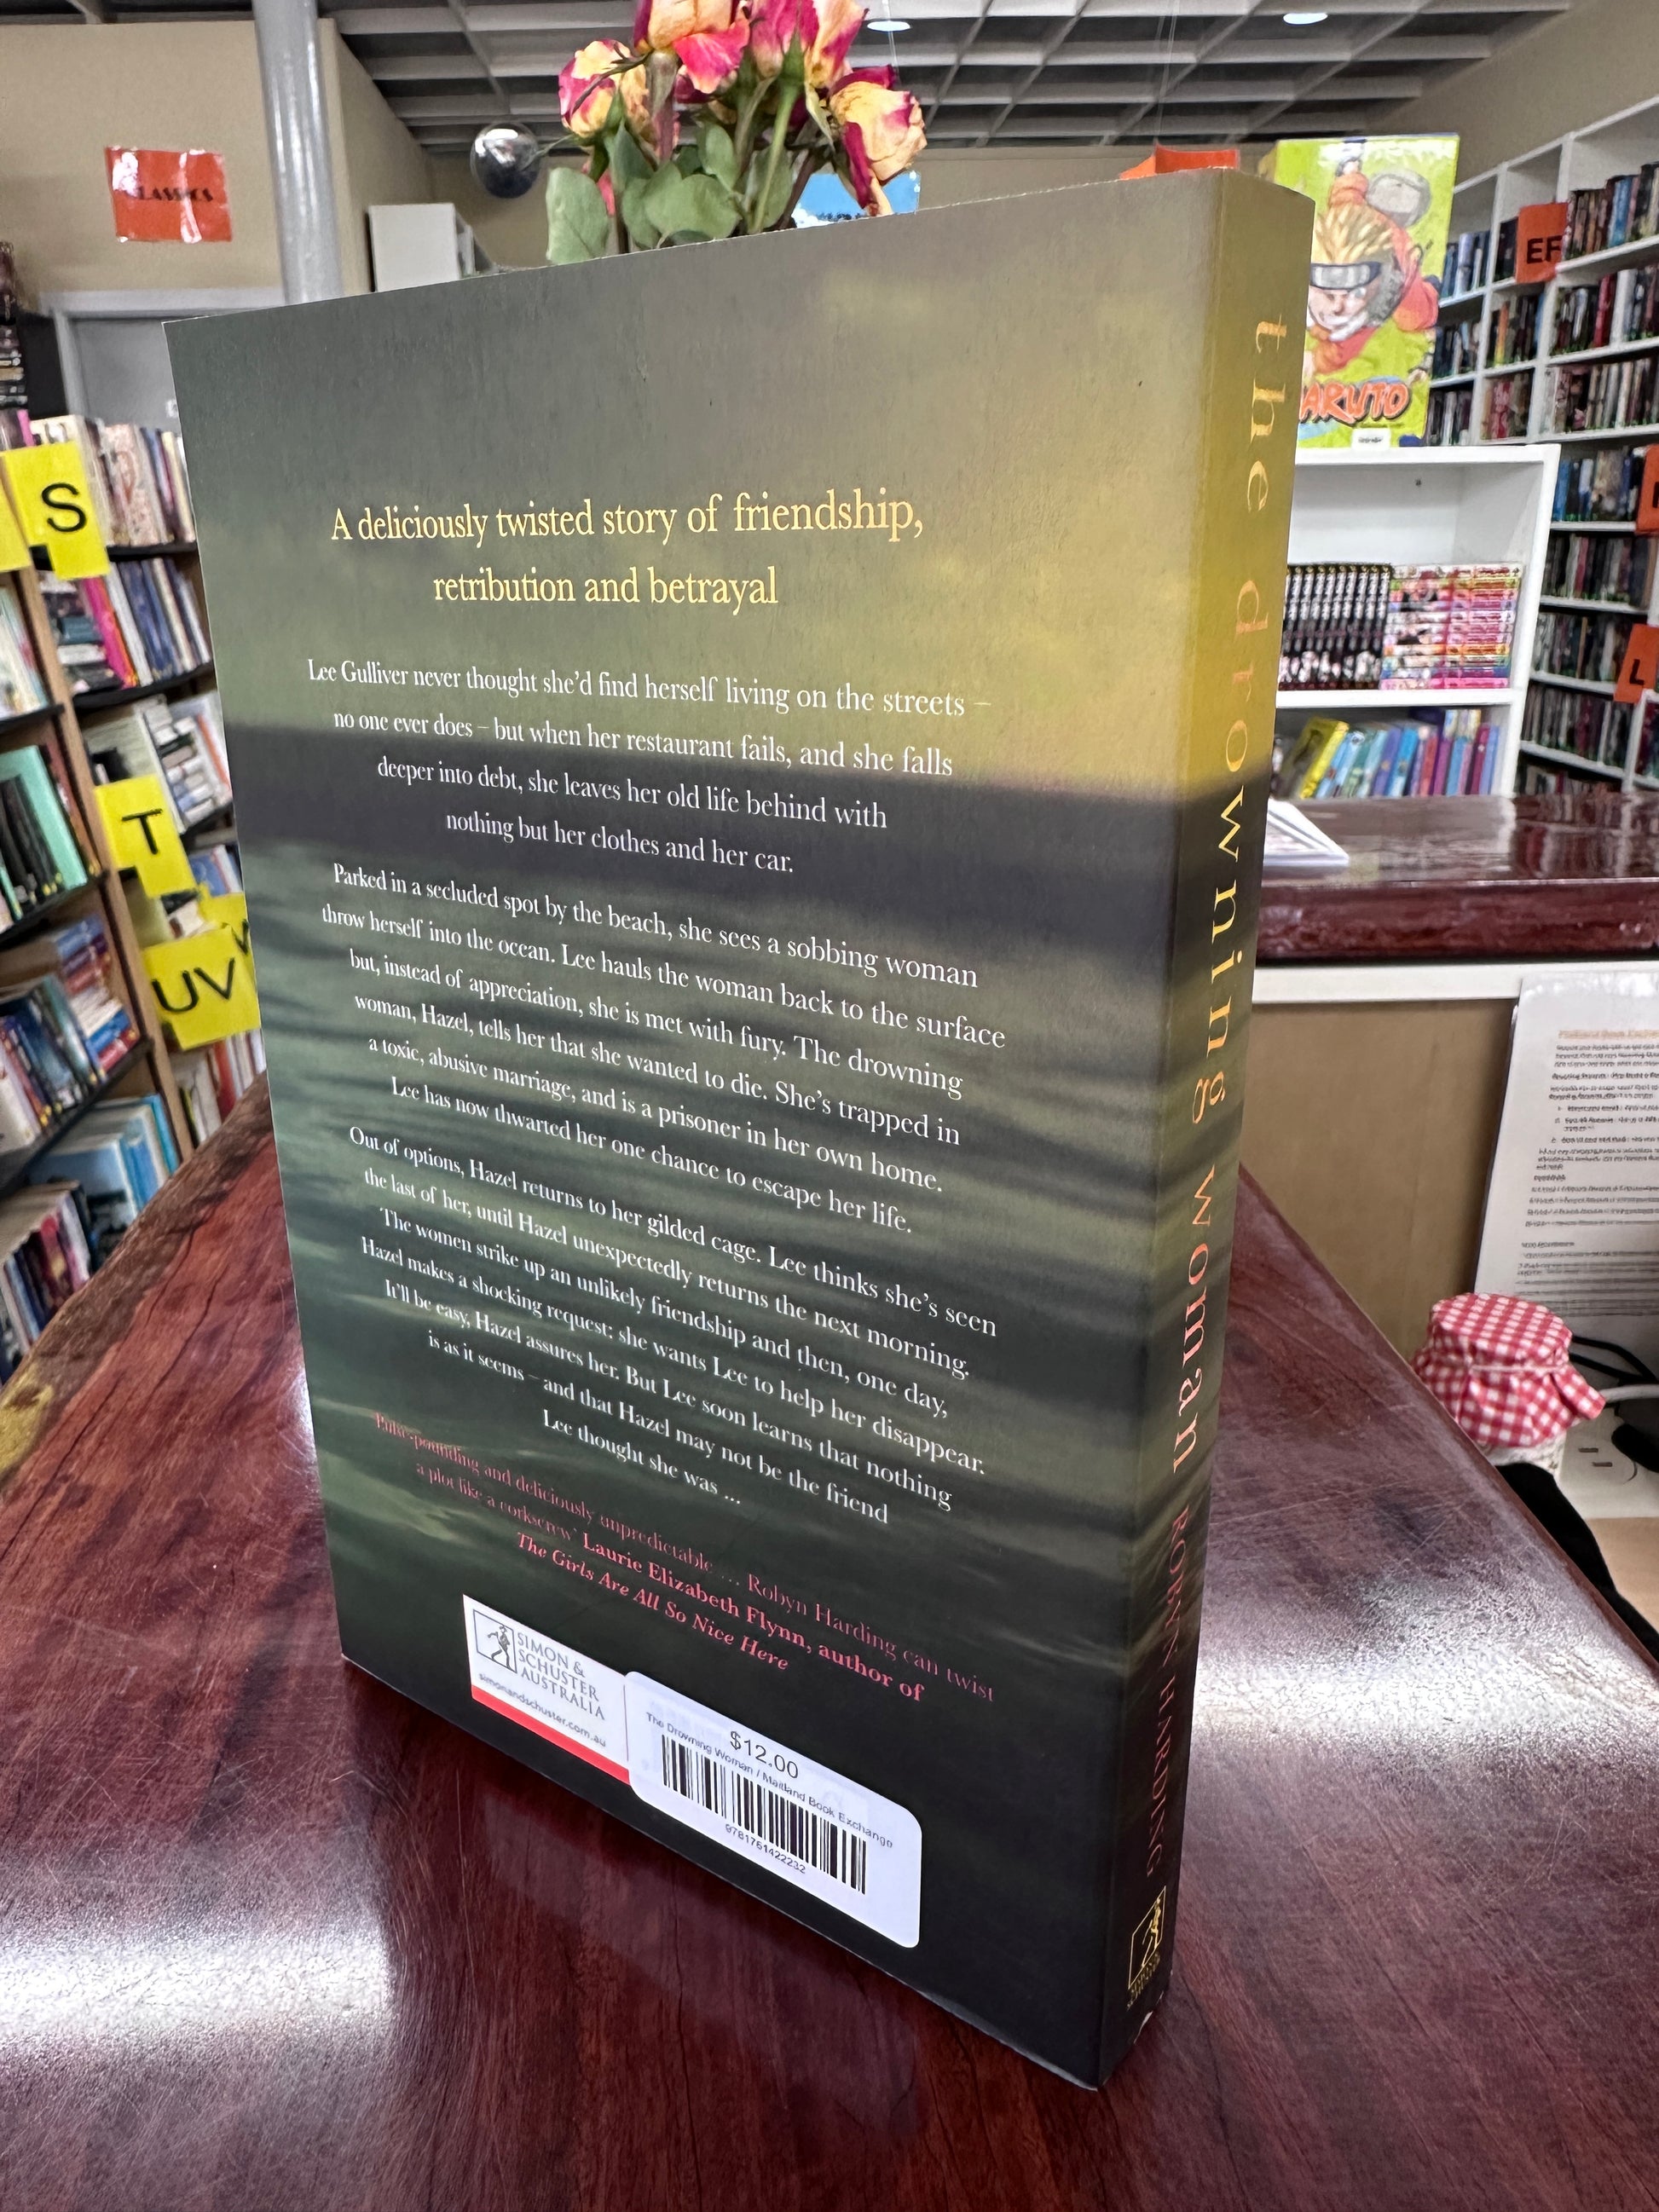 CLASSICS
EF
NARUTO
S
L
T
UV
A deliciously twisted story of friendship,
retribution and betrayal
Lee Gulliver never thought she'd find herself living on the streets –
no one ever does – but when her restaurant fails, and she falls
deeper into debt, she leaves her old life behind with
nothing but her clothes and her car.
Parked in a secluded spot by the beach, she sees a sobbing woman
throw herself into the ocean. Lee hauls the woman back to the surface
but, instead of appreciation, she is met with fury. The drowning
woman, Hazel, tells her that she wanted to die. She's trapped in
a toxic, abusive marriage, and is a prisoner in her own home.
Lee has now thwarted her one chance to escape her life.
Out of options, Hazel returns to her gilded cage. Lee thinks she's seen
the last of her, until Hazel unexpectedly returns the next morning.
The women strike up an unlikely friendship and then, one day,
Hazel makes a shocking request: she wants Lee to help her disappear.
It'll be easy, Hazel assures her. But Lee soon learns that nothing
is as it seems – and that Hazel may not be the friend
Lee thought she was ...
'Pulse-pounding and deliciously unpredictable ... Robyn Harding can twist
a plot like a corkscrew' Laurie Elizabeth Flynn, author of
The Girls Are All So Nice Here
SIMON &
SCHUSTER
AUSTRALIA
simonandschuster.com.au
$12.00
The Drowning Woman / Maitland Book Exchange
9781761422232
the drowning woman ROBYN HARDING